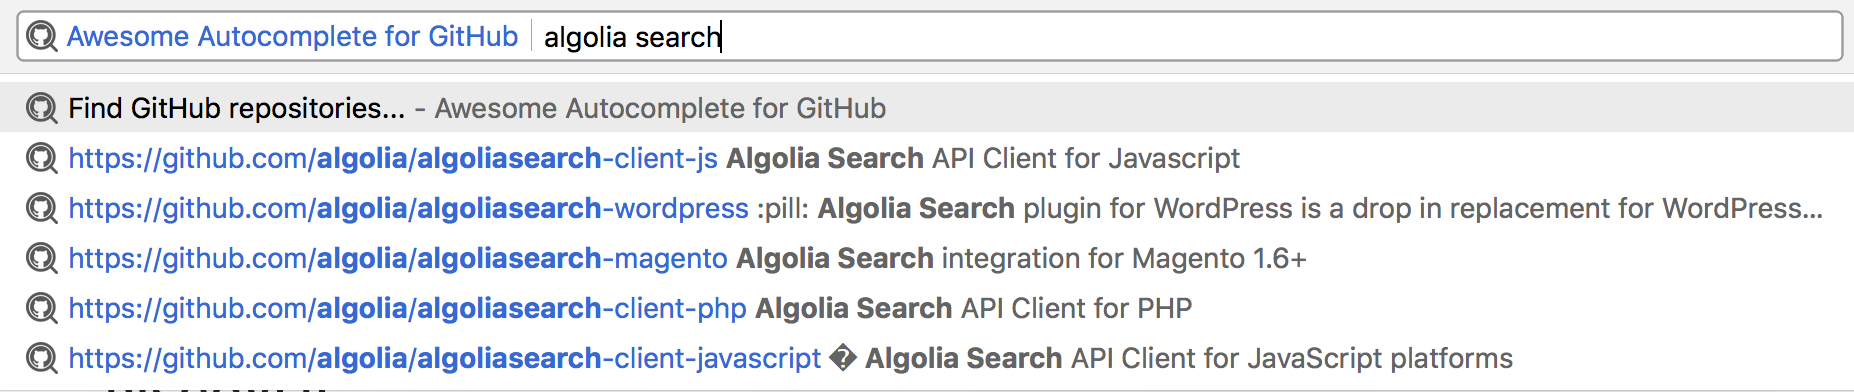 Awesome Autocomplete for GitHub algolia search
Find GitHub repositories... - Awesome Autocomplete for GitHub
https://github.com/algolia/algoliasearch-client-js Algolia Search API Client for Javascript
https://github.com/algolia/algoliasearch-wordpress :pill: Algolia Search plugin for WordPress is a drop in replacement for WordPress...
https://github.com/algolia/algoliasearch-magento Algolia Search integration for Magento 1.6+
https://github.com/algolia/algoliasearch-client-php Algolia Search API Client for PHP
https://github.com/algolia/algoliasearch-client-javascript � Algolia Search API Client for JavaScript platforms